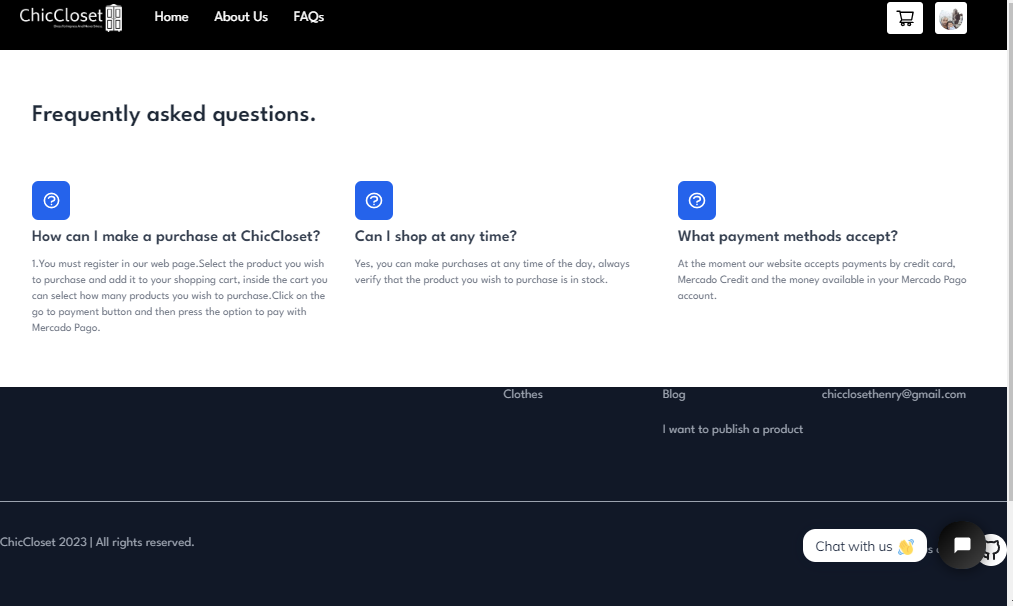 ChicCloset
Home
About Us
FAQs
Frequently asked questions.
How can I make a purchase at ChicCloset?
1.You must register in our web page.Select the product you wish
to purchase and add it to your shopping cart, inside the cart you
can select how many products you wish to purchase.Click on the
go to payment button and then press the option to pay with
Mercado Pago.
Can I shop at any time?
Yes, you can make purchases at any time of the day, always
verify that the product you wish to purchase is in stock.
What payment methods accept?
At the moment our website accepts payments by credit card,
Mercado Credit and the money available in your Mercado Pago
account.
Clothes
Blog
chicclosethenry@gmail.com
I want to publish a product
ChicCloset 2023 | All rights reserved.
Chat with us 👋